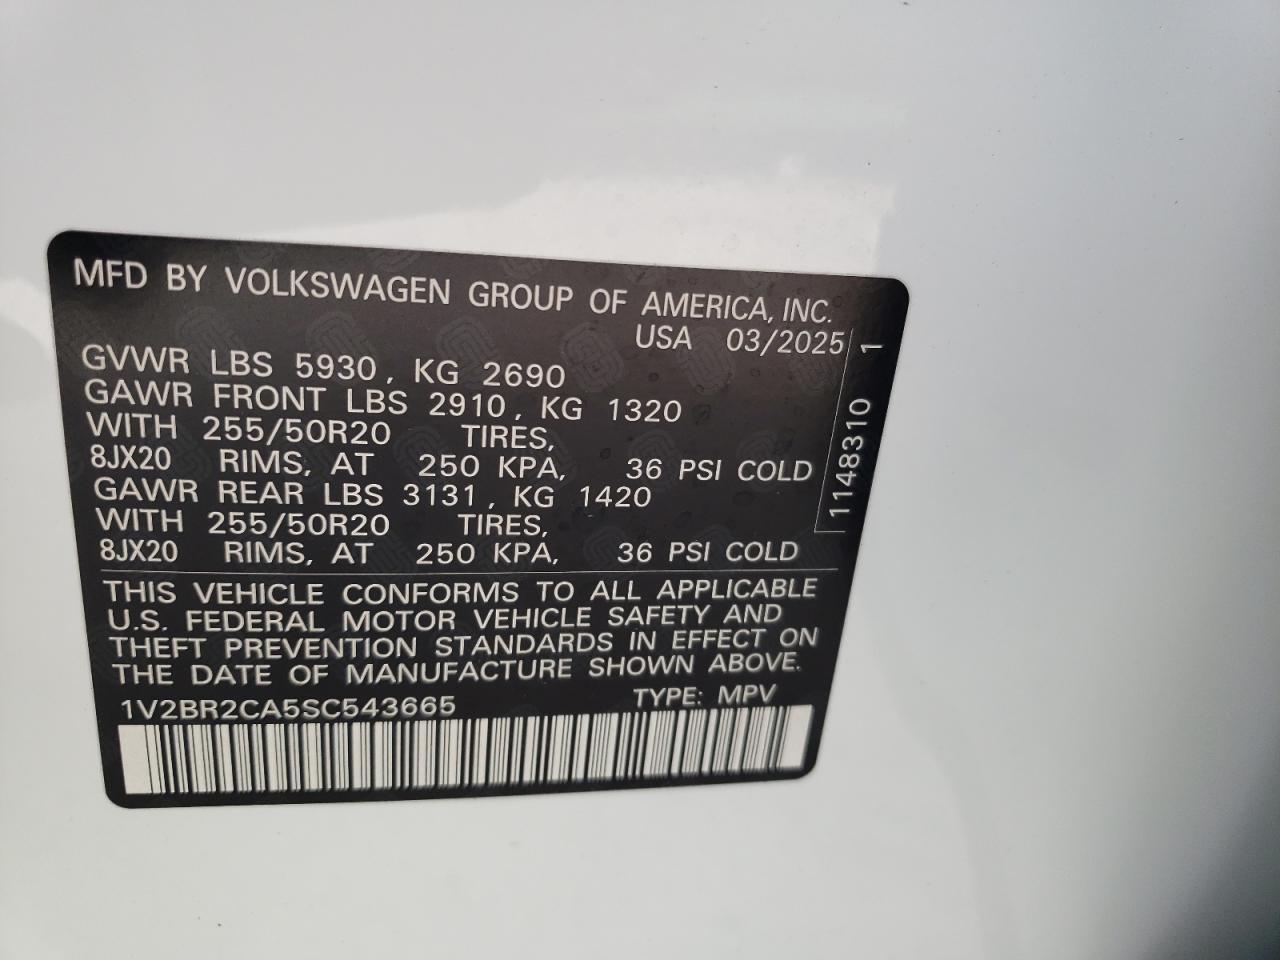 MFD BY VOLKSWAGEN GROUP OF AMERICA, INC.
USA 03/2025
GVWR LBS 5930, KG 2690
GAWR FRONT LBS 2910, KG 1320
WITH 255/50R20 TIRES,
8JX20 RIMS, AT 250 KPA, 36 PSI COLD
GAWR REAR LBS 3131, KG 1420
WITH 255/50R20 TIRES,
8JX20 RIMS, AT 250 KPA, 36 PSI COLD
1148310 1
THIS VEHICLE CONFORMS TO ALL APPLICABLE
U.S. FEDERAL MOTOR VEHICLE SAFETY AND
THEFT PREVENTION STANDARDS IN EFFECT ON
THE DATE OF MANUFACTURE SHOWN ABOVE.
1V2BR2CA5SC543665 TYPE: MPV